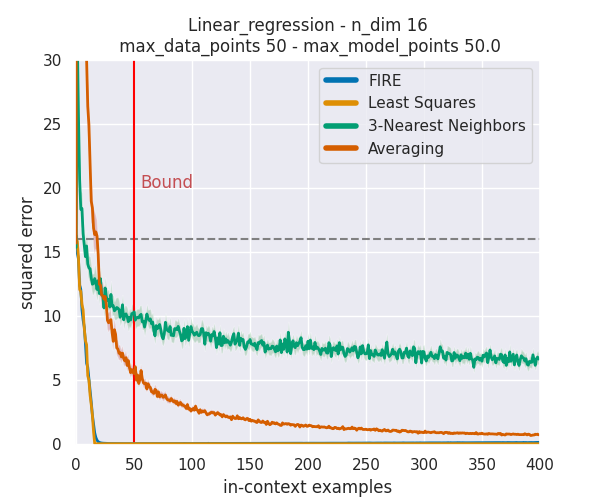 Linear_regression - n_dim 16
max_data_points 50 - max_model_points 50.0
30
25
20
15
10
5
0
squared error
FIRE
Least Squares
3-Nearest Neighbors
Averaging
Bound
0 50 100 150 200 250 300 350 400
in-context examples